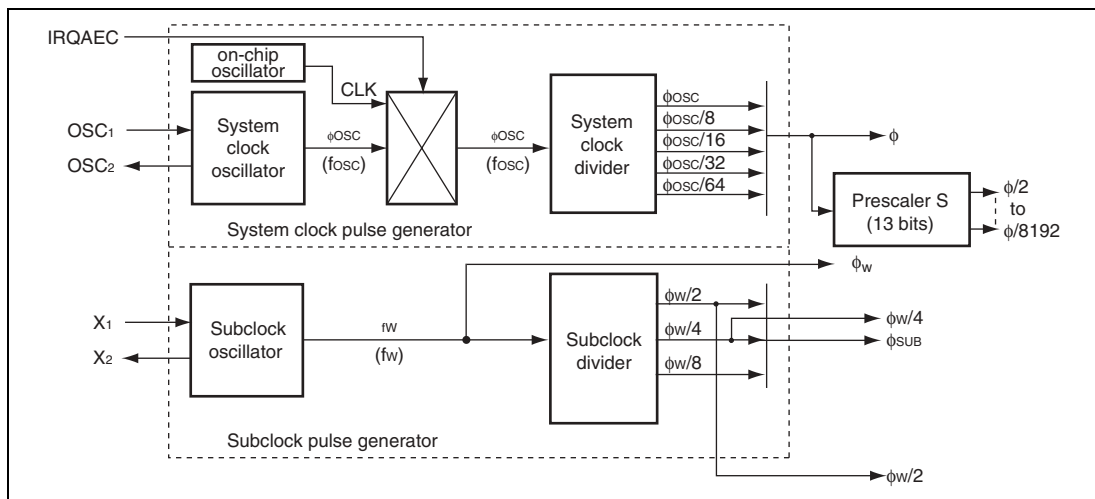 IRQAEC
on-chip
oscillator
CLK
OSC1
OSC2
System
clock
oscillator
ϕOSC
(fOSC)
ϕOSC
(fOSC)
System
clock
divider
ϕOSC
ϕOSC/8
ϕOSC/16
ϕOSC/32
ϕOSC/64
ϕ
Prescaler S
(13 bits)
ϕ/2
to
ϕ/8192
System clock pulse generator
ϕW
X1
X2
Subclock
oscillator
fW
(fW)
Subclock
divider
ϕW/2
ϕW/4
ϕW/8
ϕW/4
ϕSUB
Subclock pulse generator
ϕW/2